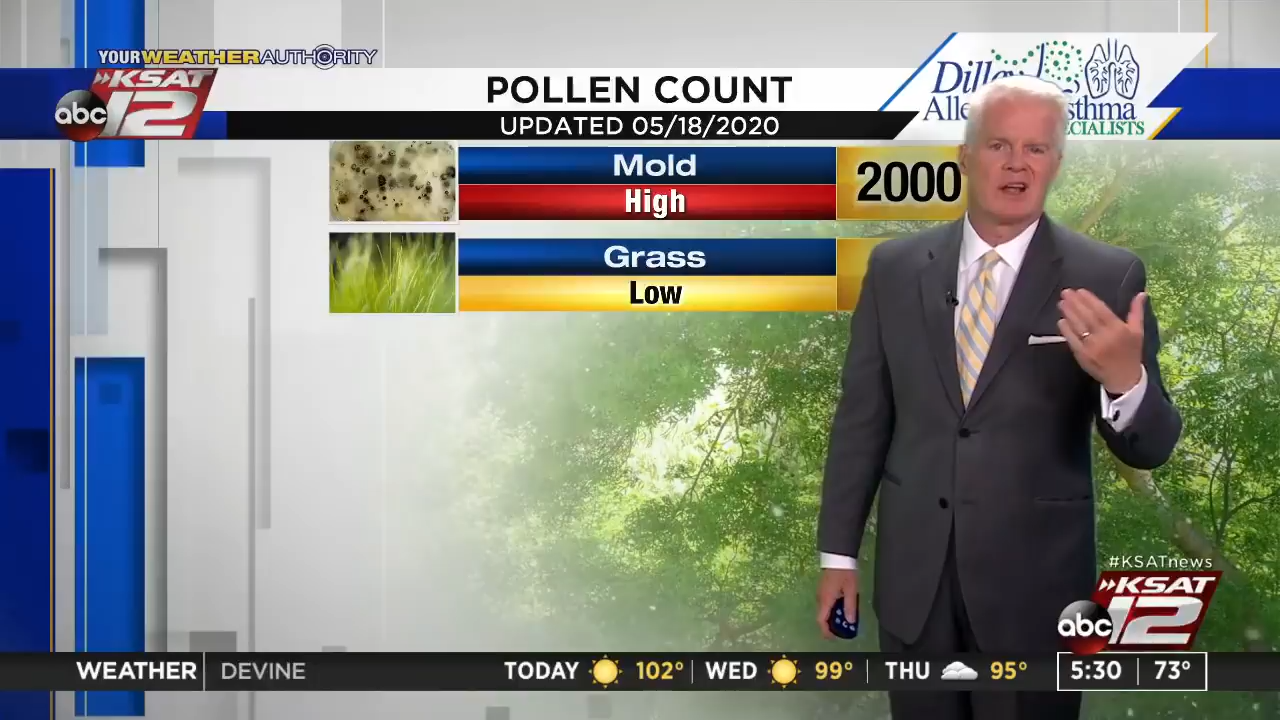 YOURWEATHERAUTHORITY
KSAT
abc 12
POLLEN COUNT
UPDATED 05/18/2020
Mold
High
2000
Grass
Low
#KSATnews
KSAT
abc 12
WEATHER DEVINE TODAY 102° WED 99° THU 95° 5:30 73°